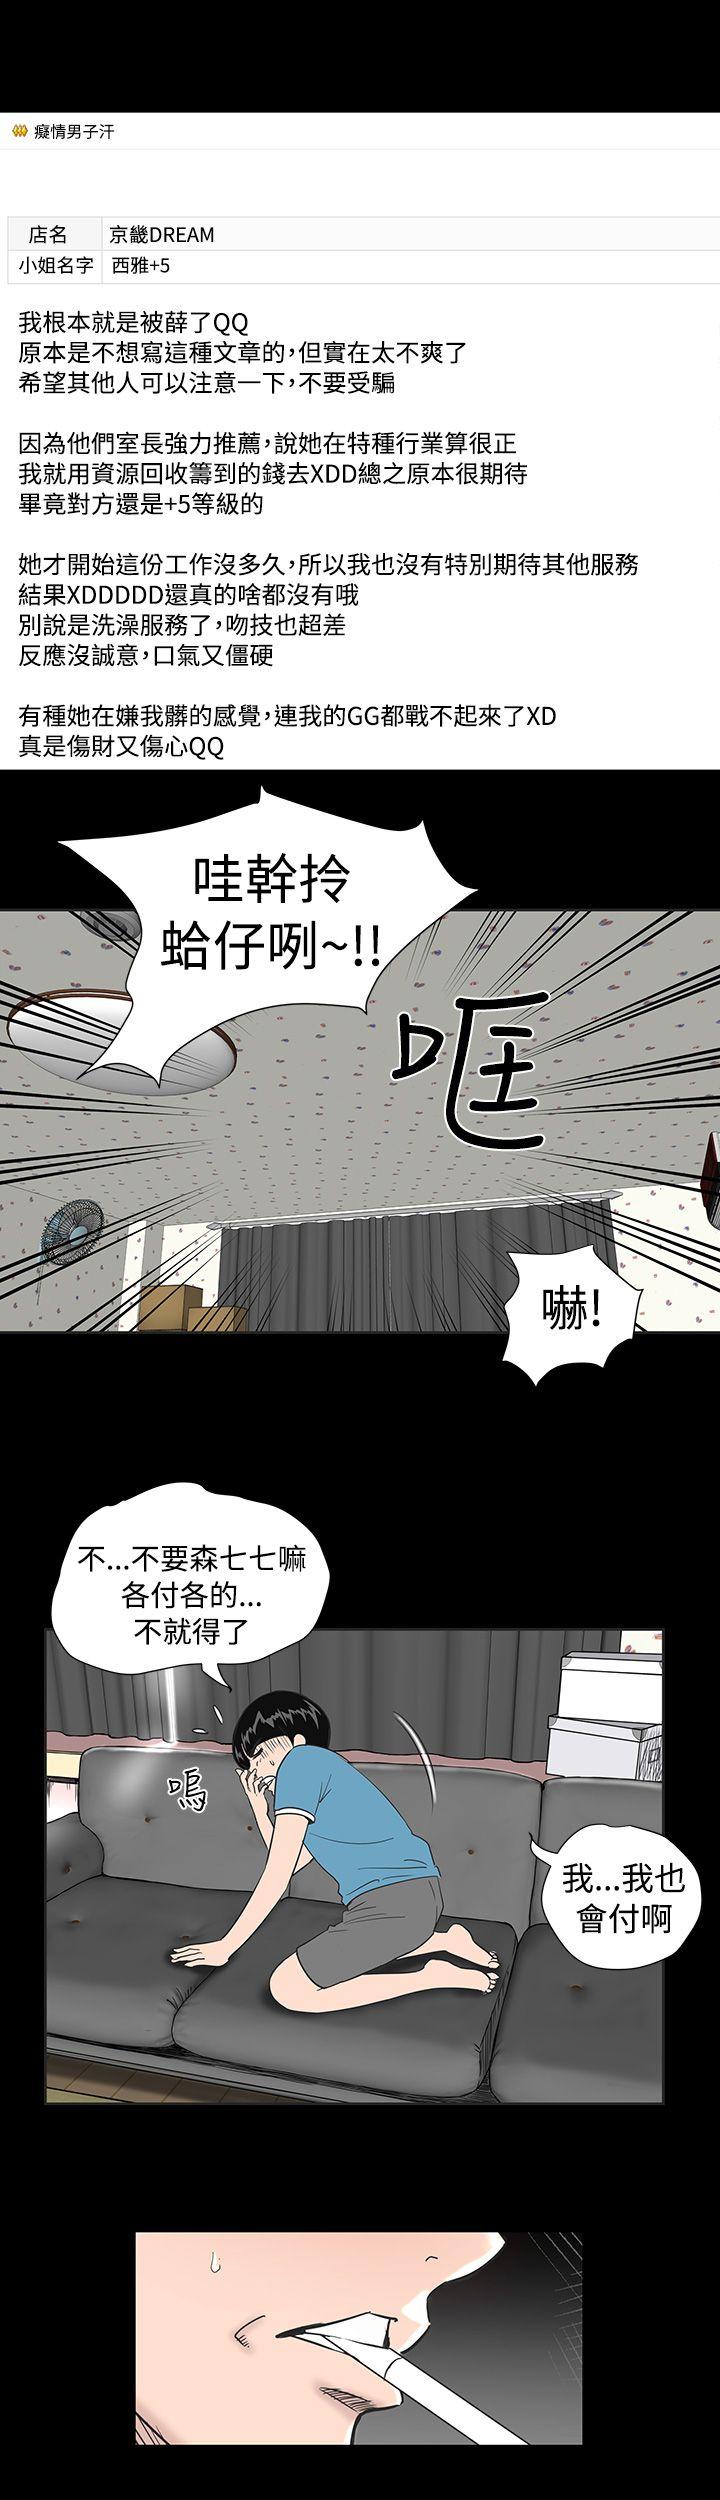 癡情男子汗
店名 京畿DREAM
小姐名字 西雅+5
我根本就是被薛了QQ
原本是不想寫這種文章的,但實在太不爽了
希望其他人可以注意一下,不要受騙
因為他們室長強力推薦,說她在特種行業算很正
我就用資源回收籌到的錢去XDD總之原本很期待
畢竟對方還是+5等級的
她才開始這份工作沒多久,所以我也沒有特別期待其他服務
結果XDDDDD還真的啥都沒有哦
別說是洗澡服務了,吻技也超差
反應沒誠意,口氣又僵硬
有種她在嫌我髒的感覺,連我的GG都戰不起來了XD
真是傷財又傷心QQ
哇幹拎
蛤仔咧~!!
哐
嚇!
不...不要森七七嘛
各付各的...
不就得了
嗚
我...我也
會付啊